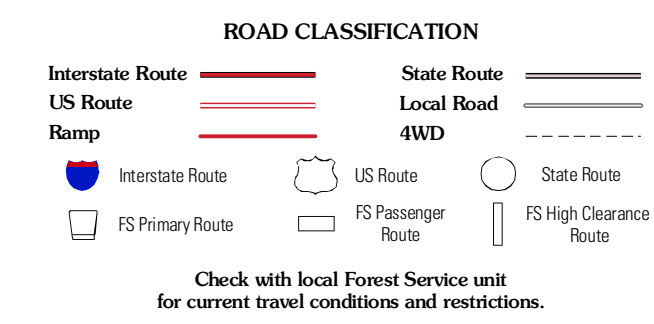 ROAD CLASSIFICATION
Interstate Route
State Route
US Route
Local Road
Ramp
4WD
Interstate Route
US Route
State Route
FS Primary Route
FS Passenger
Route
FS High Clearance
Route
Check with local Forest Service unit
for current travel conditions and restrictions.